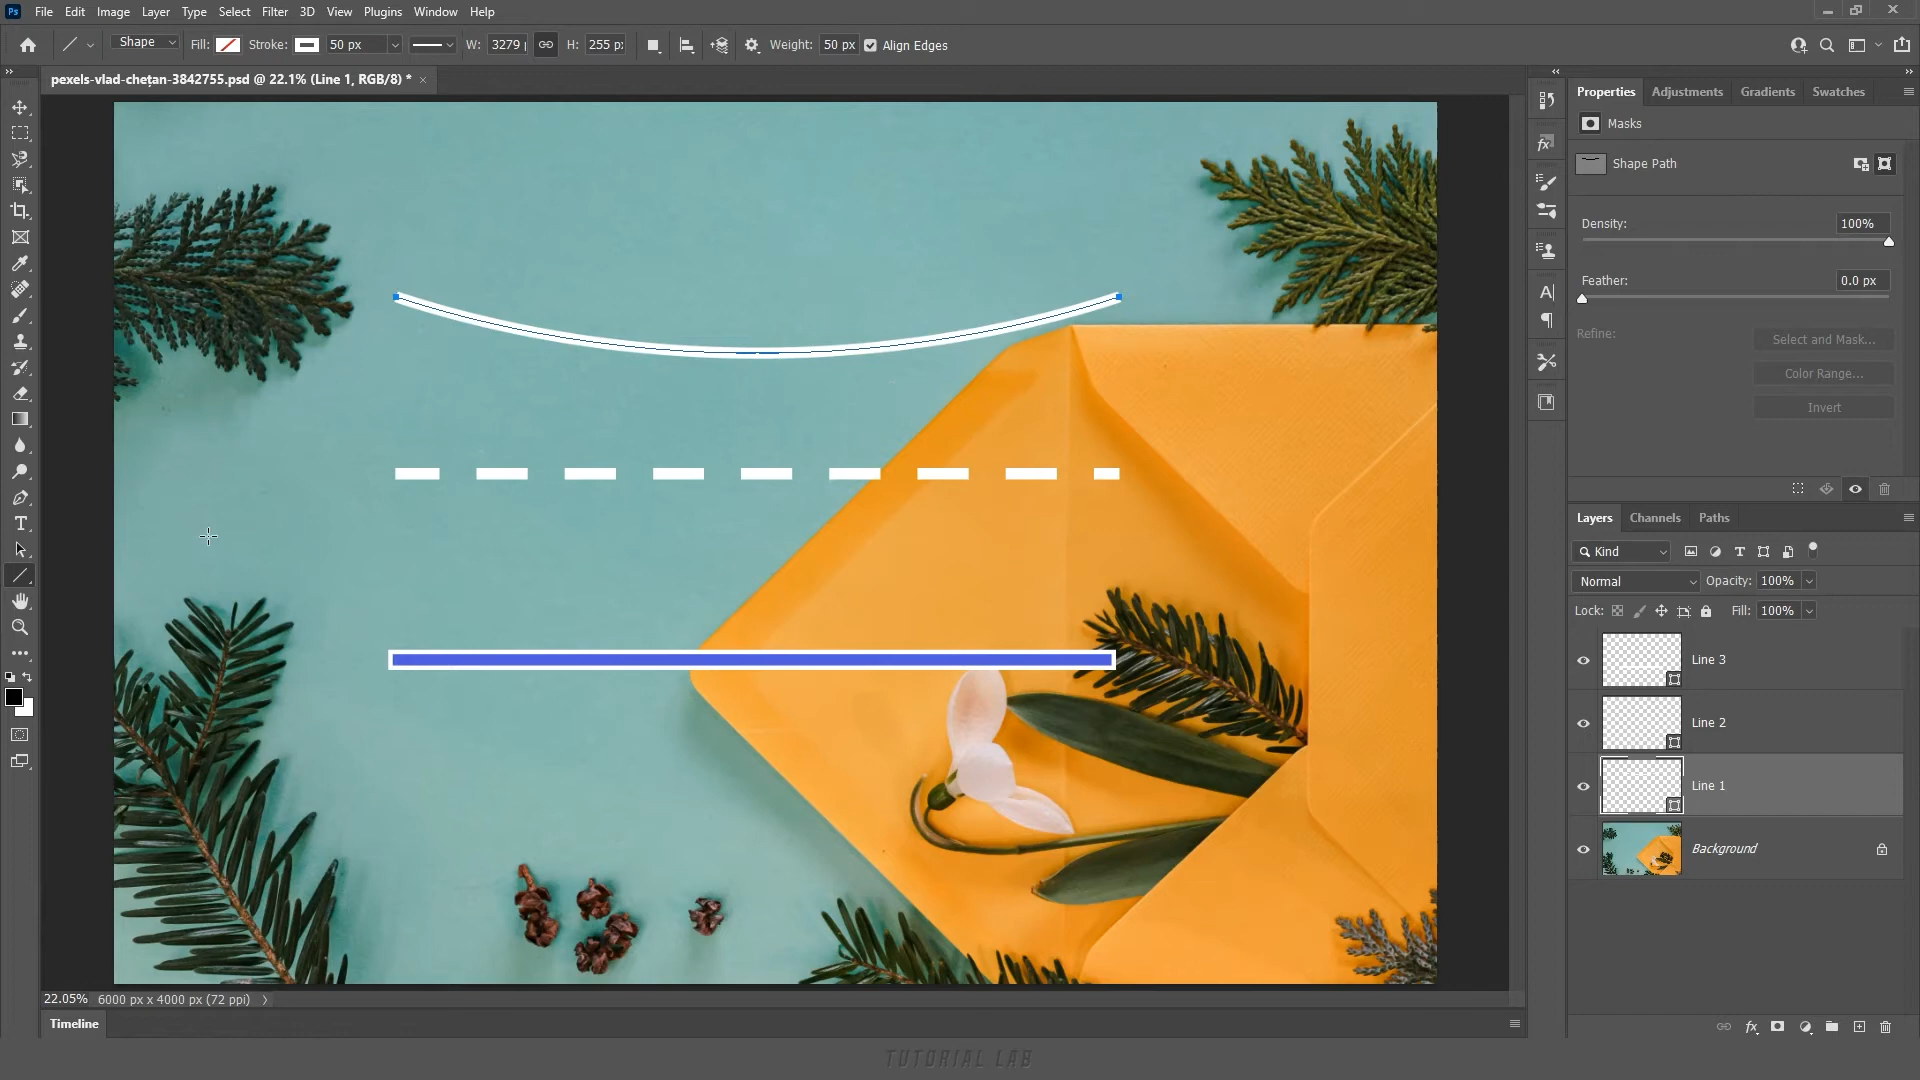 Ps File Edit Image Layer Type Select Filter 3D View Plugins Window Help
Shape Fill: Stroke: 50 px W: 3279 H: 255 p: Weight: 50 px Align Edges
pexels-vlad-chețan-3842755.psd @ 22.1% (Line 1, RGB/8) * ×
Properties Adjustments Gradients Swatches
Masks
Shape Path
Density: 100%
Feather: 0.0 px
Refine: Select and Mask...
Color Range...
Invert
Layers Channels Paths
Kind
Normal Opacity: 100%
Lock: Fill: 100%
Line 3
Line 2
Line 1
Background
22.05% 6000 px x 4000 px (72 ppi)
Timeline
TUTORIAL LAB